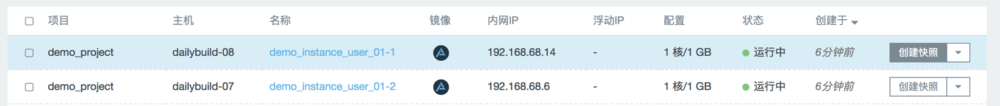 项目 主机 名称 镜像 内网IP 浮动IP 配置 状态 创建于
demo_project dailybuild-08 demo_instance_user_01-1 192.168.68.14 - 1 核/1 GB 运行中 6分钟前 创建快照
demo_project dailybuild-07 demo_instance_user_01-2 192.168.68.6 - 1 核/1 GB 运行中 6分钟前 创建快照